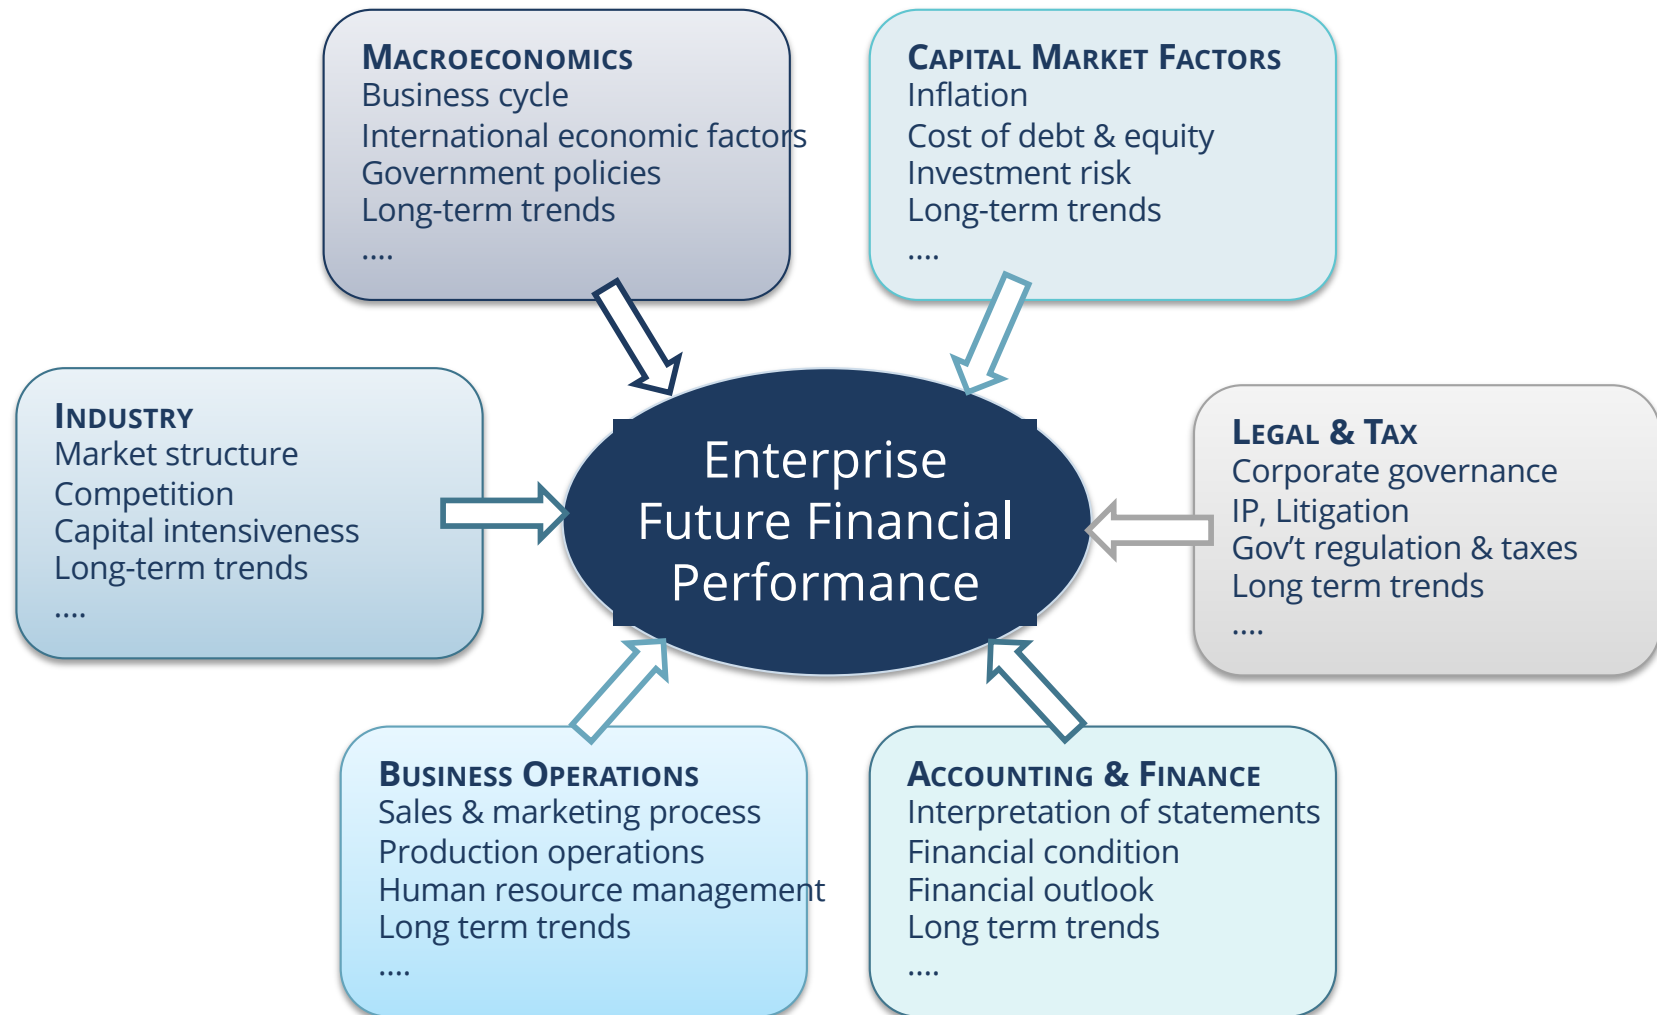 MACROECONOMICS
Business cycle
International economic factors
Government policies
Long-term trends
....
CAPITAL MARKET FACTORS
Inflation
Cost of debt & equity
Investment risk
Long-term trends
....
INDUSTRY
Market structure
Competition
Capital intensiveness
Long-term trends
....
Enterprise
Future Financial
Performance
LEGAL & TAX
Corporate governance
IP, Litigation
Gov't regulation & taxes
Long term trends
....
BUSINESS OPERATIONS
Sales & marketing process
Production operations
Human resource management
Long term trends
....
ACCOUNTING & FINANCE
Interpretation of statements
Financial condition
Financial outlook
Long term trends
....